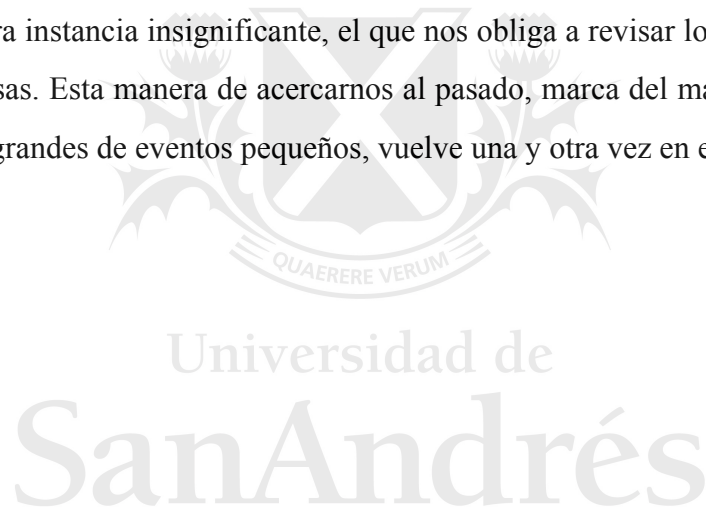 ra instancia insignificante, el que nos obliga a revisar lo
sas. Esta manera de acercarnos al pasado, marca del ma
grandes de eventos pequeños, vuelve una y otra vez en e
QUAERERE VERUM
Universidad de
SanAndrés